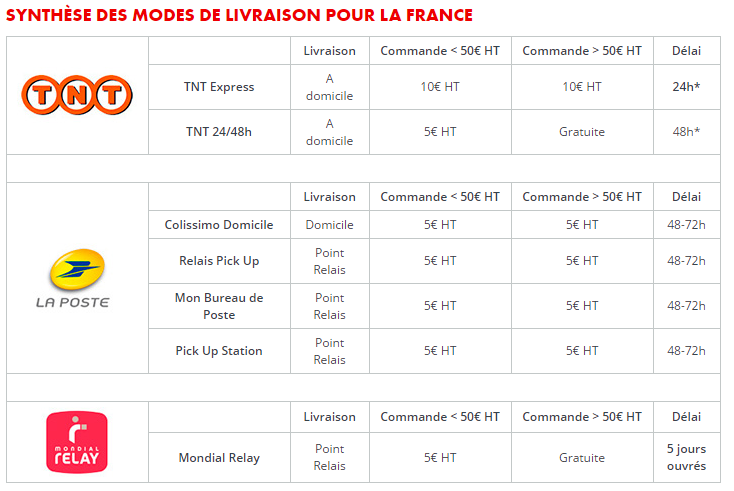 SYNTHÈSE DES MODES DE LIVRAISON POUR LA FRANCE
Livraison Commande < 50€ HT Commande > 50€ HT Délai
TNT
TNT Express A domicile 10€ HT 10€ HT 24h*
TNT 24/48h A domicile 5€ HT Gratuite 48h*
Livraison Commande < 50€ HT Commande > 50€ HT Délai
LA POSTE
Colissimo Domicile Domicile 5€ HT 5€ HT 48-72h
Relais Pick Up Point Relais 5€ HT 5€ HT 48-72h
Mon Bureau de Poste Point Relais 5€ HT 5€ HT 48-72h
Pick Up Station Point Relais 5€ HT 5€ HT 48-72h
Livraison Commande < 50€ HT Commande > 50€ HT Délai
MONDIAL
RELAY
Mondial Relay Point Relais 5€ HT Gratuite 5 jours ouvrés